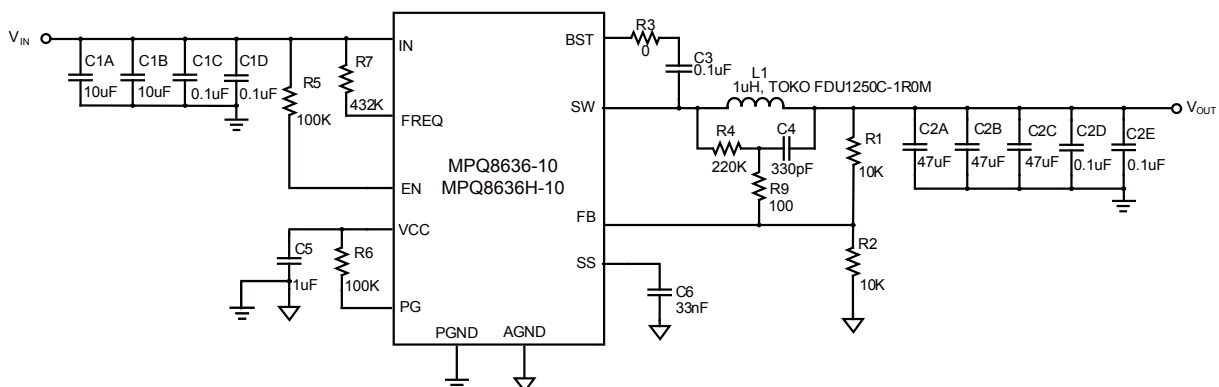 V_IN
C1A
10uF
C1B
10uF
C1C
0.1uF
C1D
0.1uF
R5
100K
R7
432K
IN
FREQ
EN
VCC
PG
C5
1uF
R6
100K
MPQ8636-10
MPQ8636H-10
PGND
AGND
BST
SW
FB
SS
R3
0
C3
0.1uF
L1
1uH, TOKO FDU1250C-1R0M
R4
220K
C4
330pF
R9
100
R1
10K
R2
10K
C6
33nF
C2A
47uF
C2B
47uF
C2C
47uF
C2D
0.1uF
C2E
0.1uF
V_OUT